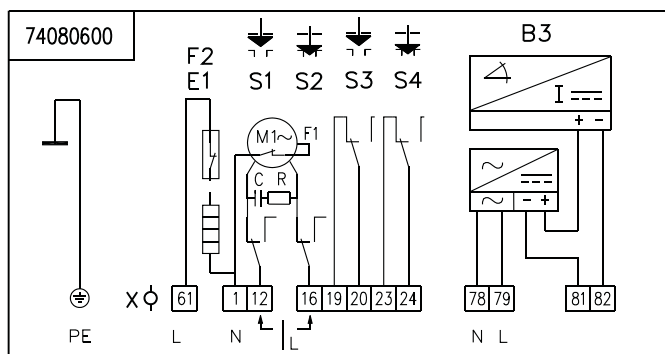 74080600
F2 S1 S2 S3 S4 B3
E1
I
+ -
M1~ F1
C R
~
~ - +
X 61 1 12 16 19 20 23 24 78 79 81 82
PE L N L N L